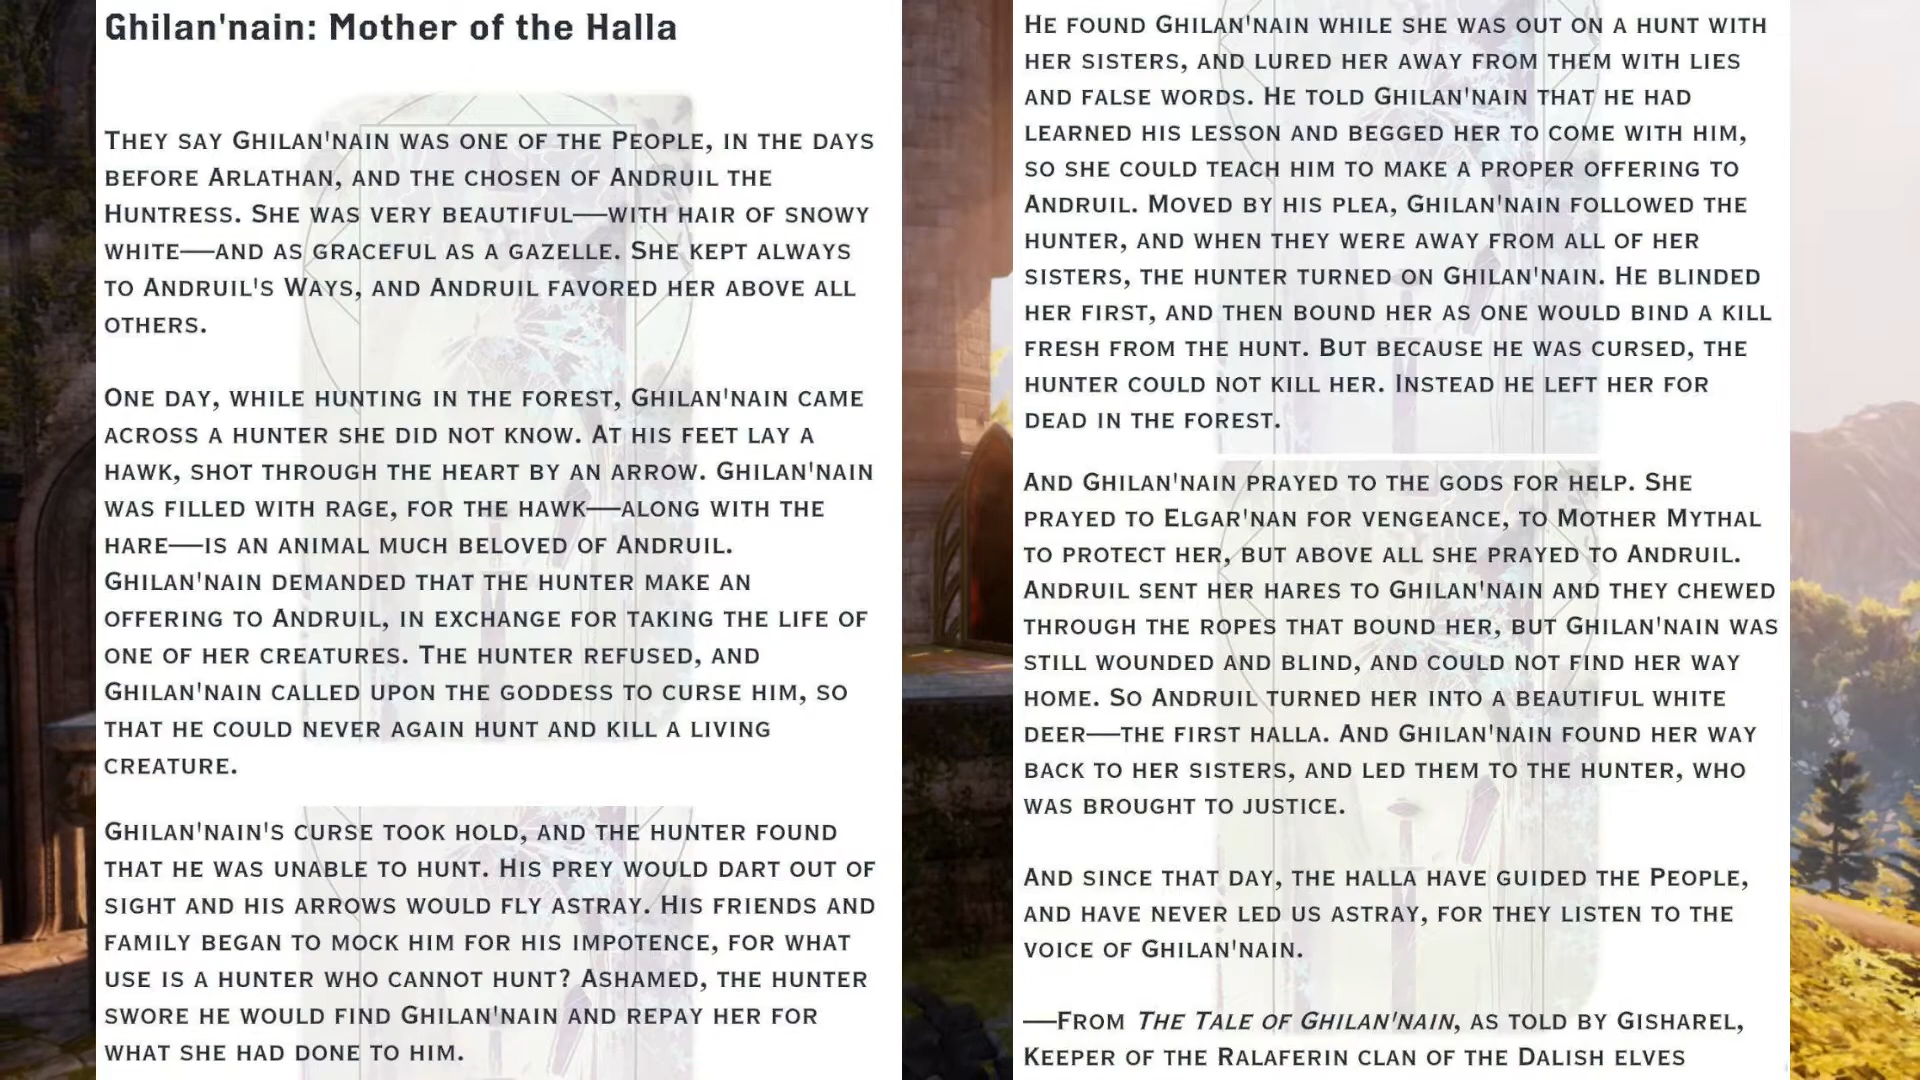 Ghilan'nain: Mother of the Halla
They say Ghilan'nain was one of the People, in the days
before Arlathan, and the chosen of Andruil the
Huntress. She was very beautiful—with hair of snowy
white—and as graceful as a gazelle. She kept always
to Andruil's Ways, and Andruil favored her above all
others.
One day, while hunting in the forest, Ghilan'nain came
across a hunter she did not know. At his feet lay a
hawk, shot through the heart by an arrow. Ghilan'nain
was filled with rage, for the hawk—along with the
hare—is an animal much beloved of Andruil.
Ghilan'nain demanded that the hunter make an
offering to Andruil, in exchange for taking the life of
one of her creatures. The hunter refused, and
Ghilan'nain called upon the goddess to curse him, so
that he could never again hunt and kill a living
creature.
Ghilan'nain's curse took hold, and the hunter found
that he was unable to hunt. His prey would dart out of
sight and his arrows would fly astray. His friends and
family began to mock him for his impotence, for what
use is a hunter who cannot hunt? Ashamed, the hunter
swore he would find Ghilan'nain and repay her for
what she had done to him.
He found Ghilan'nain while she was out on a hunt with
her sisters, and lured her away from them with lies
and false words. He told Ghilan'nain that he had
learned his lesson and begged her to come with him,
so she could teach him to make a proper offering to
Andruil. Moved by his plea, Ghilan'nain followed the
hunter, and when they were away from all of her
sisters, the hunter turned on Ghilan'nain. He blinded
her first, and then bound her as one would bind a kill
fresh from the hunt. But because he was cursed, the
hunter could not kill her. Instead he left her for
dead in the forest.
And Ghilan'nain prayed to the gods for help. She
prayed to Elgar'nan for vengeance, to Mother Mythal
to protect her, but above all she prayed to Andruil.
Andruil sent her hares to Ghilan'nain and they chewed
through the ropes that bound her, but Ghilan'nain was
still wounded and blind, and could not find her way
home. So Andruil turned her into a beautiful white
deer—the first halla. And Ghilan'nain found her way
back to her sisters, and led them to the hunter, who
was brought to justice.
And since that day, the halla have guided the People,
and have never led us astray, for they listen to the
voice of Ghilan'nain.
—From The Tale of Ghilan'nain, as told by Gisharel,
Keeper of the Ralaferin clan of the Dalish elves